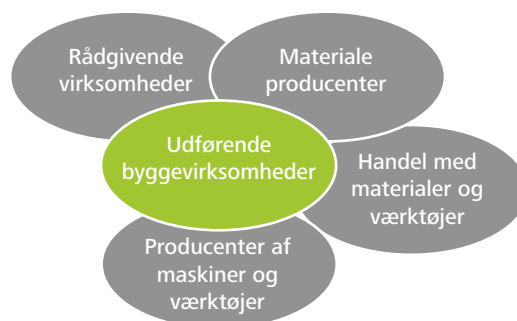 Rådgivende
virksomheder
Materiale
producenter
Udførende
byggevirksomheder
Handel med
materialer og
værktøjer
Producenter af
maskiner og
værktøjer